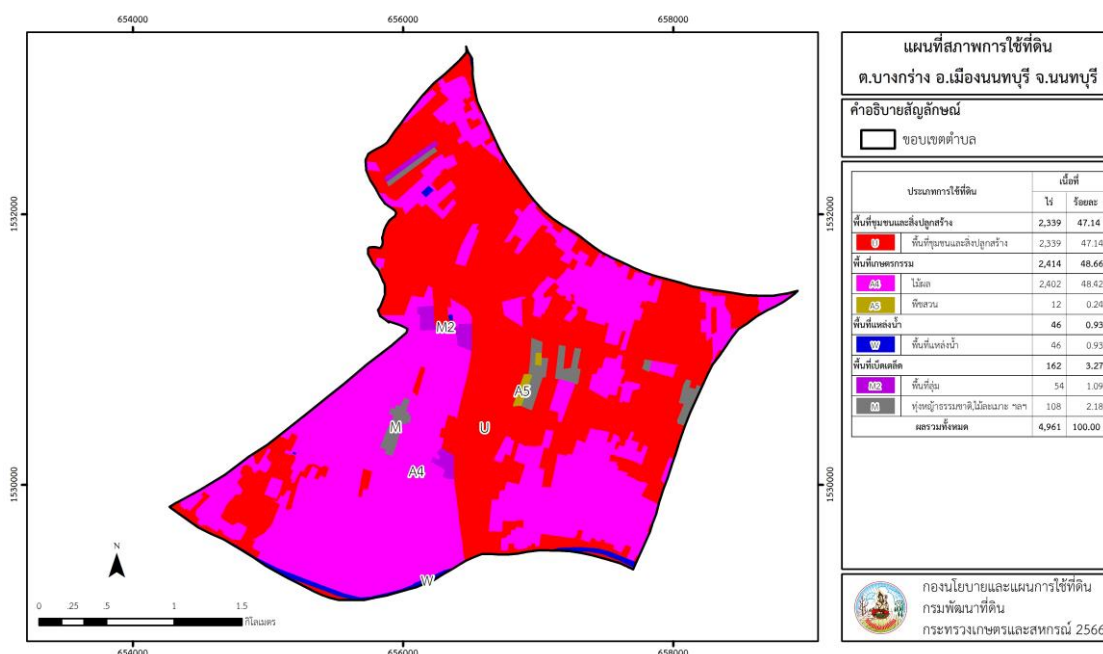 654000 656000 658000
1532000 1532000
1530000 1530000
M2
A5
M
U
A4
W
N
0 .25 .5 1 1.5
กิโลเมตร
654000 656000 658000
แผนที่สภาพการใช้ที่ดิน
ต.บางกร่าง อ.เมืองนนทบุรี จ.นนทบุรี
คำอธิบายสัญลักษณ์
ขอบเขตตำบล
ประเภทการใช้ที่ดิน เนื้อที่
ไร่ ร้อยละ
พื้นที่ชุมชนและสิ่งปลูกสร้าง 2,339 47.14
U พื้นที่ชุมชนและสิ่งปลูกสร้าง 2,339 47.14
พื้นที่เกษตรกรรม 2,414 48.66
A4 ไม้ผล 2,402 48.42
A5 พืชสวน 12 0.24
พื้นที่แหล่งน้ำ 46 0.93
W พื้นที่แหล่งน้ำ 46 0.93
พื้นที่เบ็ดเตล็ด 162 3.27
M2 พื้นที่ลุ่ม 54 1.09
M ทุ่งหญ้าธรรมชาติ,ไม้ละเมาะ ฯลฯ 108 2.18
ผลรวมทั้งหมด 4,961 100.00
กองนโยบายและแผนการใช้ที่ดิน
กรมพัฒนาที่ดิน
กระทรวงเกษตรและสหกรณ์ 2566